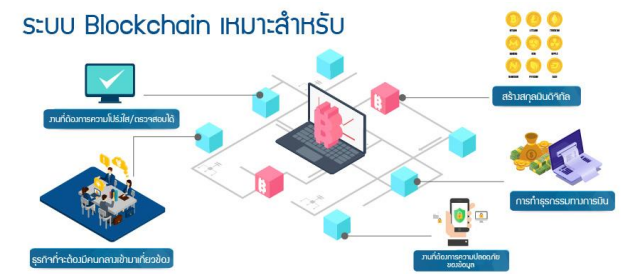 ระบบ Blockchain เหมาะสำหรับ
งานที่ต้องการความโปร่งใส/ตรวจสอบได้
สร้างสกุลเงินดิจิทัล
การทำธุรกรรมทางการเงิน
ธุรกิจที่จะต้องมีคนกลางเข้ามาเกี่ยวข้อง
งานที่ต้องการความปลอดภัย
ของข้อมูล